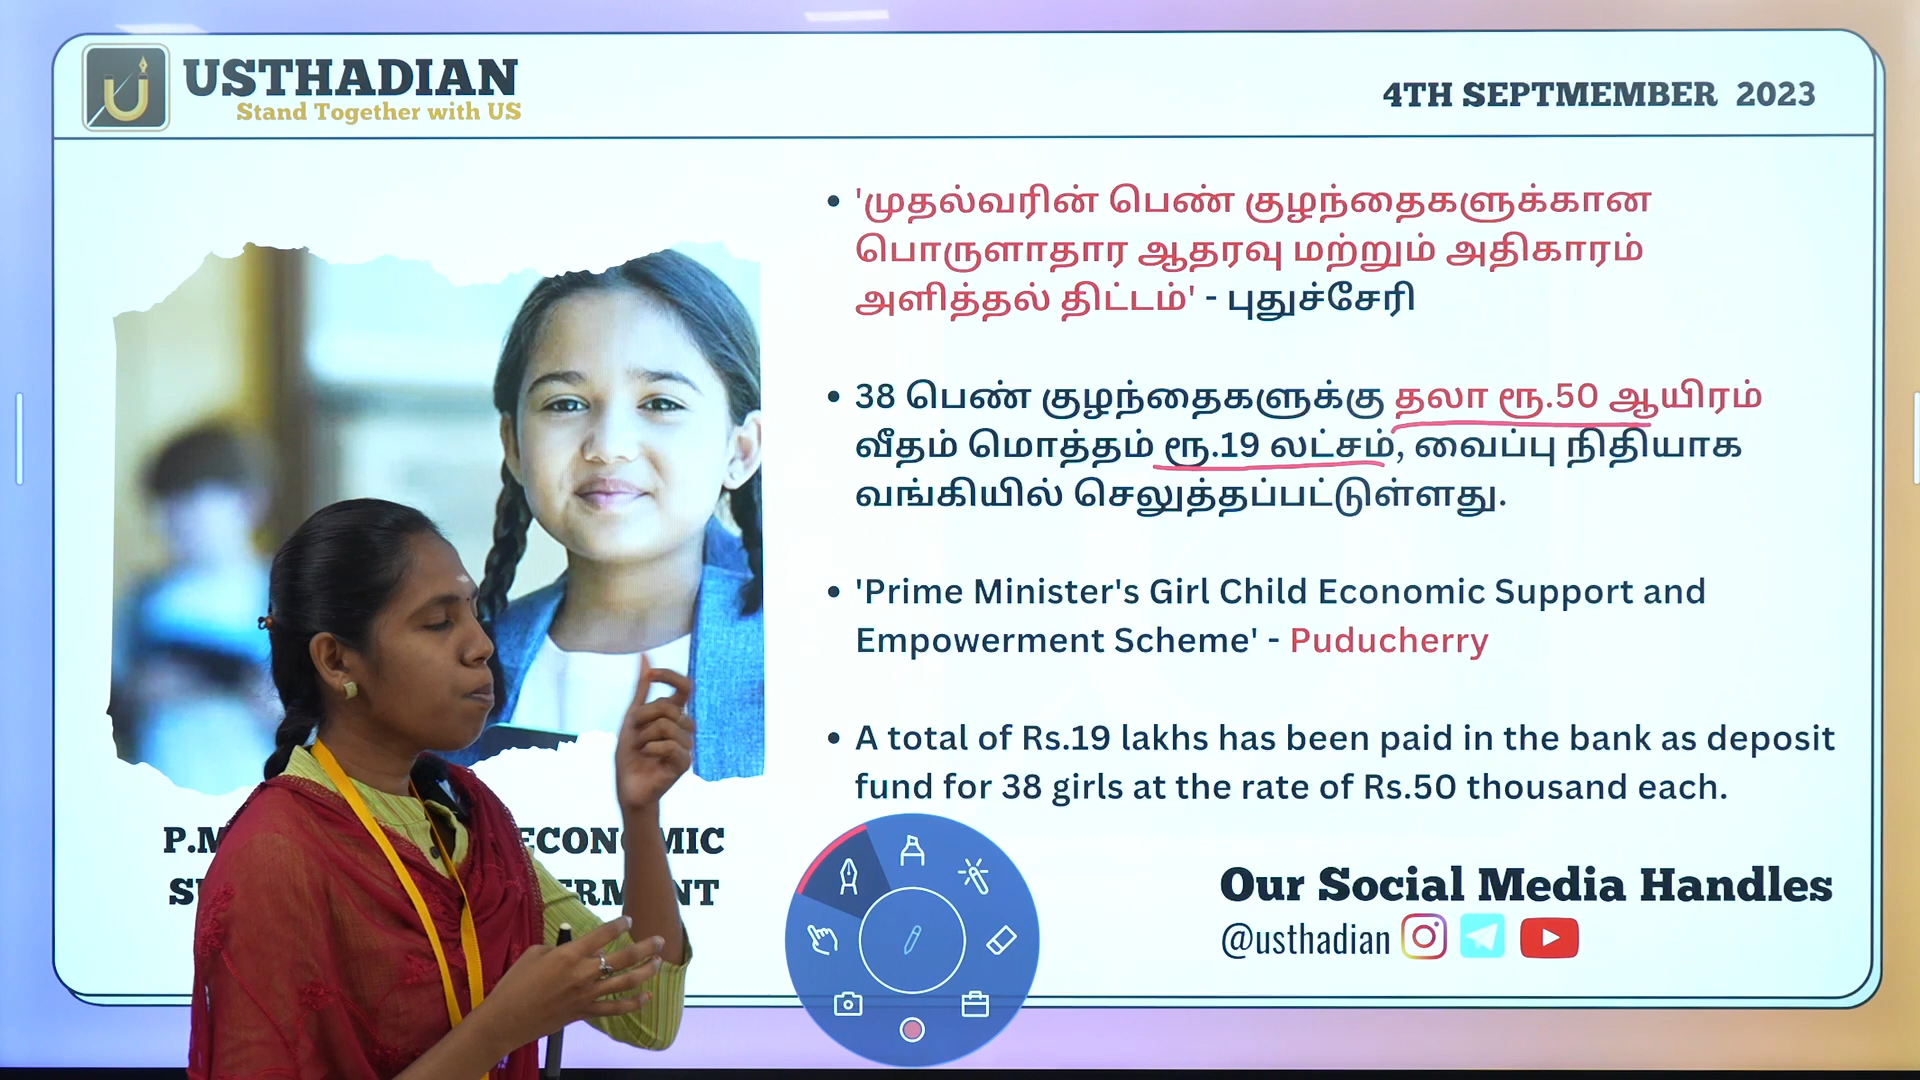 USTHADIAN
Stand Together with US
4TH SEPTMEMBER 2023
• 'முதல்வரின் பெண் குழந்தைகளுக்கான
பொருளாதார ஆதரவு மற்றும் அதிகாரம்
அளித்தல் திட்டம்' - புதுச்சேரி
• 38 பெண் குழந்தைகளுக்கு தலா ரூ.50 ஆயிரம்
வீதம் மொத்தம் ரூ.19 லட்சம், வைப்பு நிதியாக
வங்கியில் செலுத்தப்பட்டுள்ளது.
• 'Prime Minister's Girl Child Economic Support and
Empowerment Scheme' - Puducherry
• A total of Rs.19 lakhs has been paid in the bank as deposit
fund for 38 girls at the rate of Rs.50 thousand each.
ECONOMIC
Our Social Media Handles
@usthadian